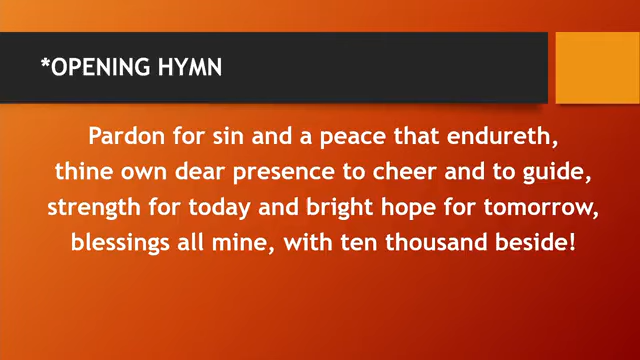 *OPENING HYMN
Pardon for sin and a peace that endureth,
thine own dear presence to cheer and to guide,
strength for today and bright hope for tomorrow,
blessings all mine, with ten thousand beside!